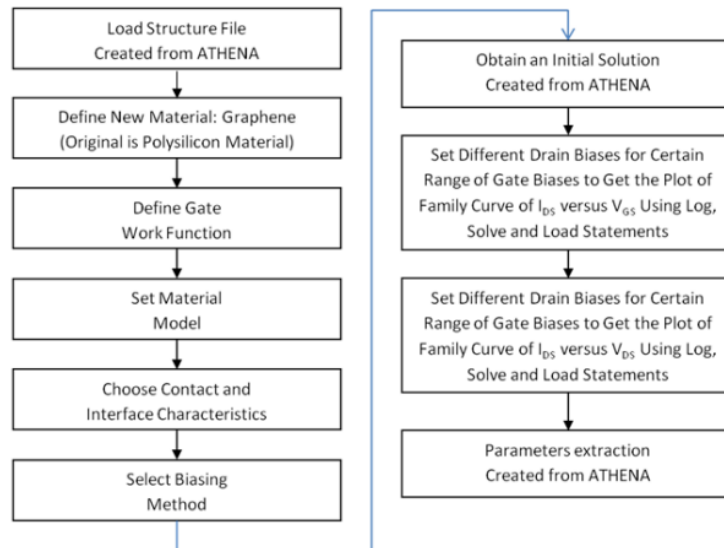 Load Structure File
Created from ATHENA
Define New Material: Graphene
(Original is Polysilicon Material)
Define Gate
Work Function
Set Material
Model
Choose Contact and
Interface Characteristics
Select Biasing
Method
Obtain an Initial Solution
Created from ATHENA
Set Different Drain Biases for Certain
Range of Gate Biases to Get the Plot of
Family Curve of I_DS versus V_GS Using Log,
Solve and Load Statements
Set Different Drain Biases for Certain
Range of Gate Biases to Get the Plot of
Family Curve of I_DS versus V_DS Using Log,
Solve and Load Statements
Parameters extraction
Created from ATHENA